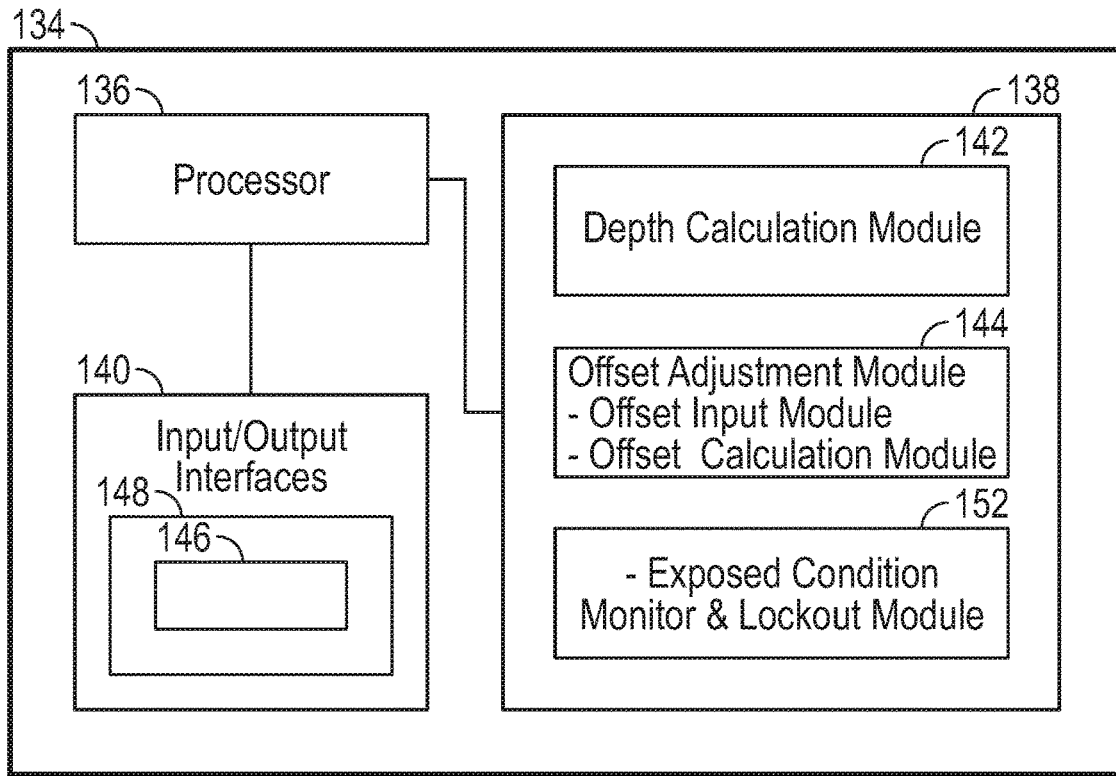 134
136
Processor
138
142
Depth Calculation Module
144
Offset Adjustment Module
- Offset Input Module
- Offset Calculation Module
140
Input/Output
Interfaces
148
146
152
- Exposed Condition
Monitor & Lockout Module